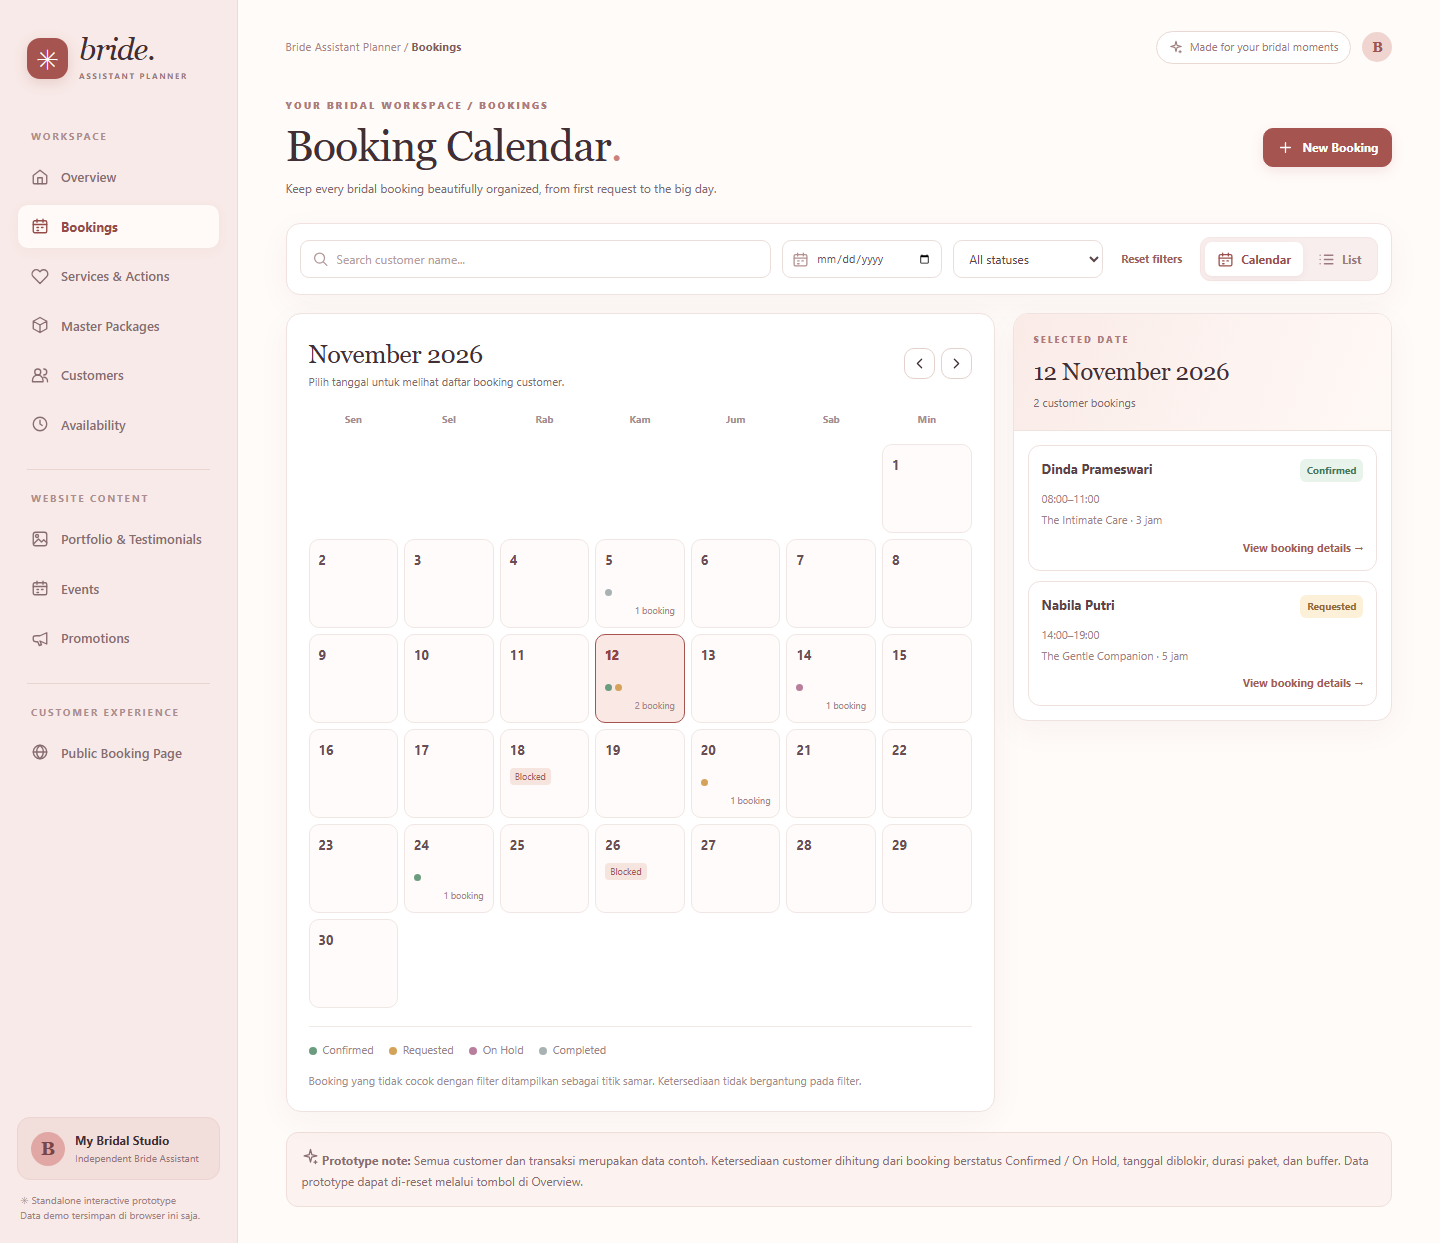 bride.
ASSISTANT PLANNER
WORKSPACE
Overview
Bookings
Services & Actions
Master Packages
Customers
Availability
WEBSITE CONTENT
Portfolio & Testimonials
Events
Promotions
CUSTOMER EXPERIENCE
Public Booking Page
B
My Bridal Studio
Independent Bride Assistant
✳ Standalone interactive prototype
Data demo tersimpan di browser ini saja.
Bride Assistant Planner / Bookings
Made for your bridal moments
B
YOUR BRIDAL WORKSPACE / BOOKINGS
Booking Calendar.
Keep every bridal booking beautifully organized, from first request to the big day.
New Booking
Search customer name...
mm/dd/yyyy
All statuses
Reset filters
Calendar
List
November 2026
Pilih tanggal untuk melihat daftar booking customer.
Sen Sel Rab Kam Jum Sab Min
1
2 3 4 5 6 7 8
1 booking
9 10 11 12 13 14 15
2 booking 1 booking
16 17 18 19 20 21 22
Blocked
1 booking
23 24 25 26 27 28 29
Blocked
1 booking
30
Confirmed Requested On Hold Completed
Booking yang tidak cocok dengan filter ditampilkan sebagai titik samar. Ketersediaan tidak bergantung pada filter.
SELECTED DATE
12 November 2026
2 customer bookings
Dinda Prameswari
Confirmed
08:00–11:00
The Intimate Care · 3 jam
View booking details →
Nabila Putri
Requested
14:00–19:00
The Gentle Companion · 5 jam
View booking details →
Prototype note: Semua customer dan transaksi merupakan data contoh. Ketersediaan customer dihitung dari booking berstatus Confirmed / On Hold, tanggal diblokir, durasi paket, dan buffer. Data
prototype dapat di-reset melalui tombol di Overview.